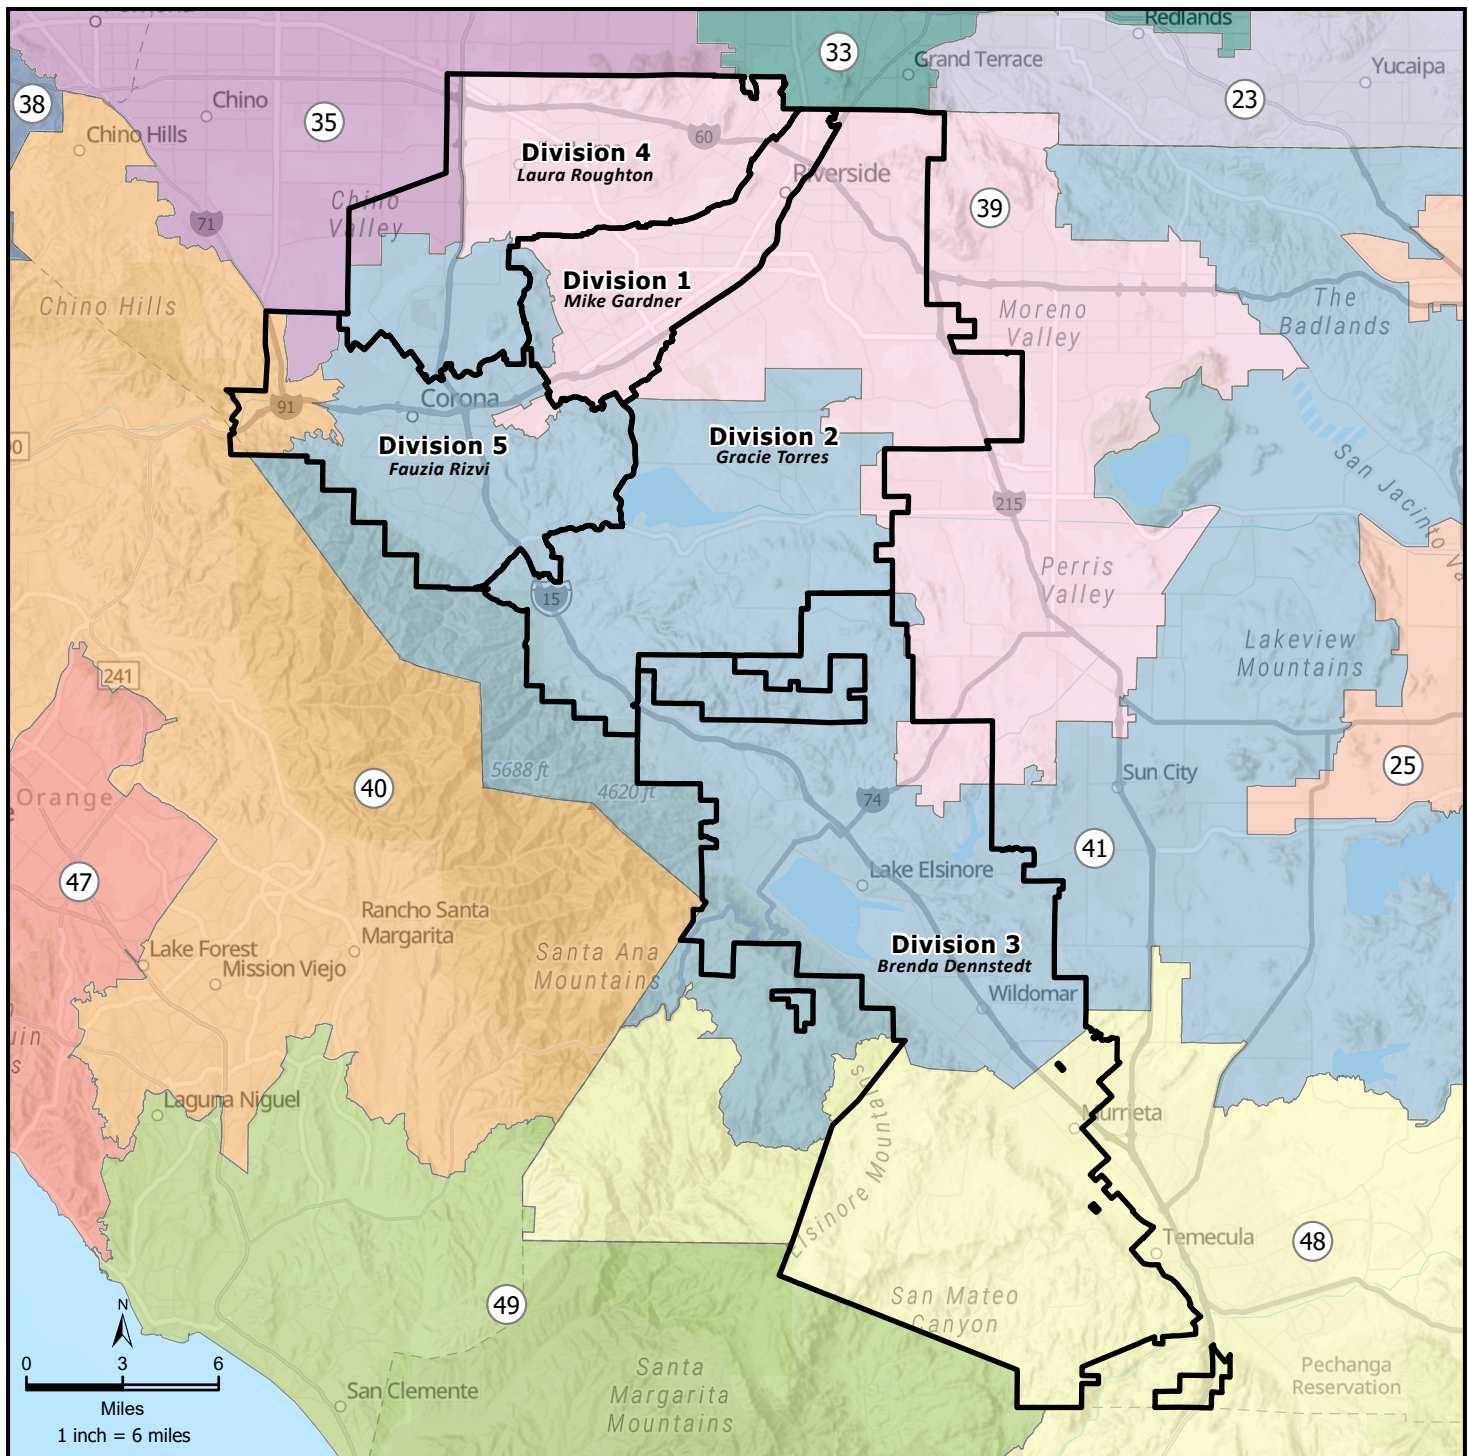 Pomona
Redlands
33
Grand Terrace
Yucaipa
38
Chino
35
23
Chino Hills
60
Division 4
Laura Roughton
Riverside
Chino
Valley
71
39
Division 1
Mike Gardner
Chino Hills
Moreno
Valley
The
Badlands
91
Corona
Division 5
Fauzia Rizvi
Division 2
Gracie Torres
San Jacinto Va
215
Perris
Valley
15
Lakeview
Mountains
241
5688 ft
4620 ft
Orange
40
74
Sun City
25
47
41
Lake Elsinore
Rancho Santa
Margarita
Lake Forest
Mission Viejo
Santa Ana
Mountains
Division 3
Brenda Dennstedt
Wildomar
Laguna Niguel
Murrieta
Elsinore Mountains
Temecula
48
San Mateo
Canyon
49
N
0 3 6
Miles
1 inch = 6 miles
San Clemente
Santa
Margarita
Mountains
Pechanga
Reservation